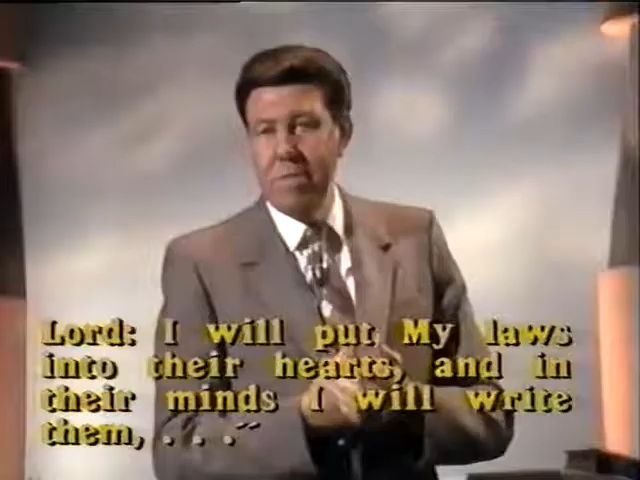 Lord: I will put My laws
into their hearts, and in
their minds I will write
them, . . . "